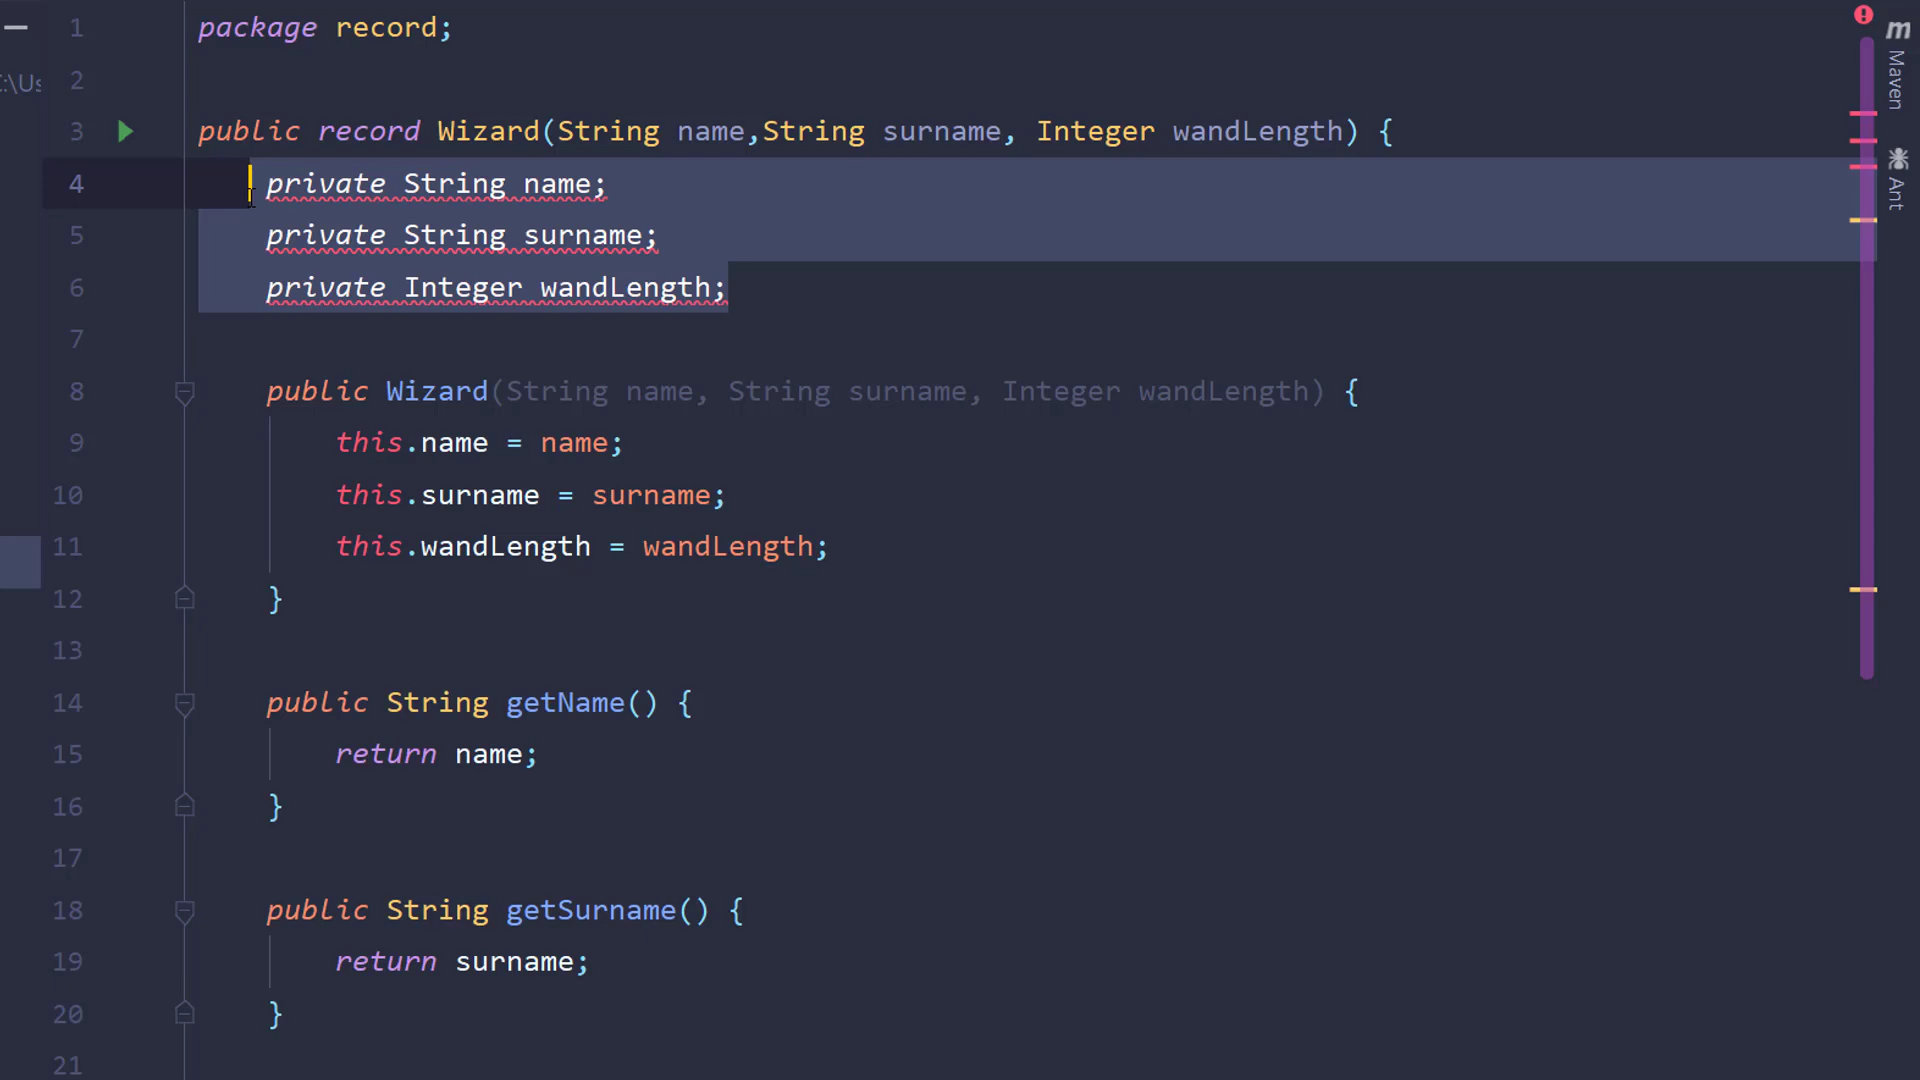 1 package record;
C:\Us 2
3 public record Wizard(String name,String surname, Integer wandLength) {
4 private String name;
5 private String surname;
6 private Integer wandLength;
7
8 public Wizard(String name, String surname, Integer wandLength) {
9 this.name = name;
10 this.surname = surname;
11 this.wandLength = wandLength;
12 }
13
14 public String getName() {
15 return name;
16 }
17
18 public String getSurname() {
19 return surname;
20 }
21
m Maven
Ant